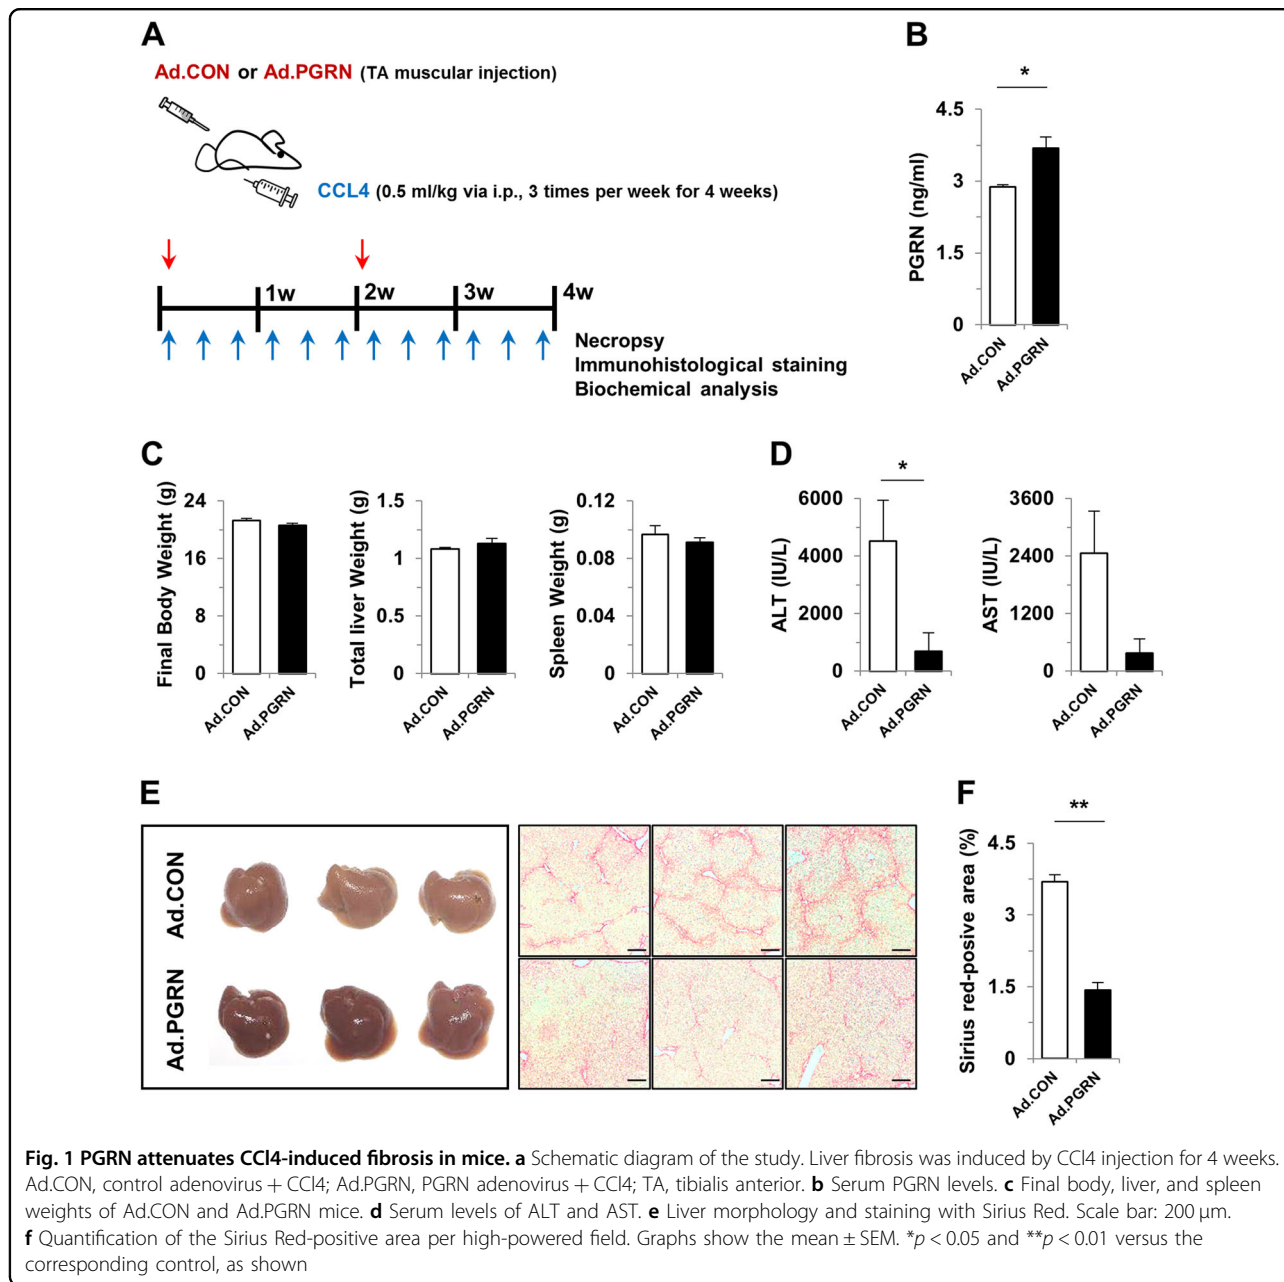 A
Ad.CON or Ad.PGRN (TA muscular injection)
CCL4 (0.5 ml/kg via i.p., 3 times per week for 4 weeks)
1w 2w 3w 4w
Necropsy
Immunohistological staining
Biochemical analysis
B
*
PGRN (ng/ml)
4.5
3
1.5
0
Ad.CON
Ad.PGRN
C
Final Body Weight (g)
24
16
8
0
Ad.CON
Ad.PGRN
Total liver Weight (g)
1.5
1
0.5
0
Ad.CON
Ad.PGRN
Spleen Weight (g)
0.12
0.08
0.04
0
Ad.CON
Ad.PGRN
D
*
ALT (IU/L)
6000
4000
2000
0
Ad.CON
Ad.PGRN
AST (IU/L)
3600
2400
1200
0
Ad.CON
Ad.PGRN
E
Ad.CON
Ad.PGRN
F
**
Sirius red-posive area (%)
4.5
3
1.5
0
Ad.CON
Ad.PGRN
Fig. 1 PGRN attenuates CCl4-induced fibrosis in mice. a Schematic diagram of the study. Liver fibrosis was induced by CCl4 injection for 4 weeks.
Ad.CON, control adenovirus + CCl4; Ad.PGRN, PGRN adenovirus + CCl4; TA, tibialis anterior. b Serum PGRN levels. c Final body, liver, and spleen
weights of Ad.CON and Ad.PGRN mice. d Serum levels of ALT and AST. e Liver morphology and staining with Sirius Red. Scale bar: 200 μm.
f Quantification of the Sirius Red-positive area per high-powered field. Graphs show the mean ± SEM. *p < 0.05 and **p < 0.01 versus the
corresponding control, as shown